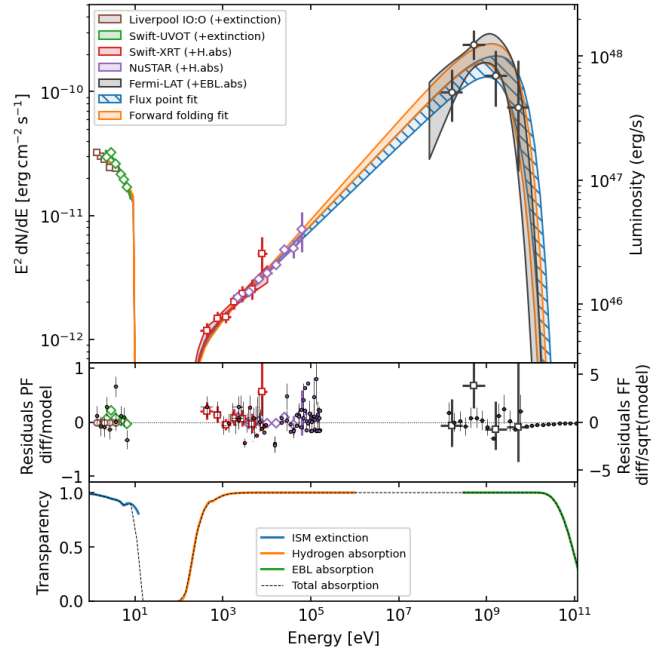 Liverpool IO:O (+extinction)
Swift-UVOT (+extinction)
Swift-XRT (+H.abs)
NuSTAR (+H.abs)
Fermi-LAT (+EBL.abs)
Flux point fit
Forward folding fit
E² dN/dE [erg cm⁻² s⁻¹]
10⁻¹⁰
10⁻¹¹
10⁻¹²
Luminosity (erg/s)
10⁴⁸
10⁴⁷
10⁴⁶
Residuals PF
diff/model
1
0
−1
Residuals FF
diff/sqrt(model)
5
0
−5
Transparency
1.0
0.5
0.0
ISM extinction
Hydrogen absorption
EBL absorption
Total absorption
10¹ 10³ 10⁵ 10⁷ 10⁹ 10¹¹
Energy [eV]